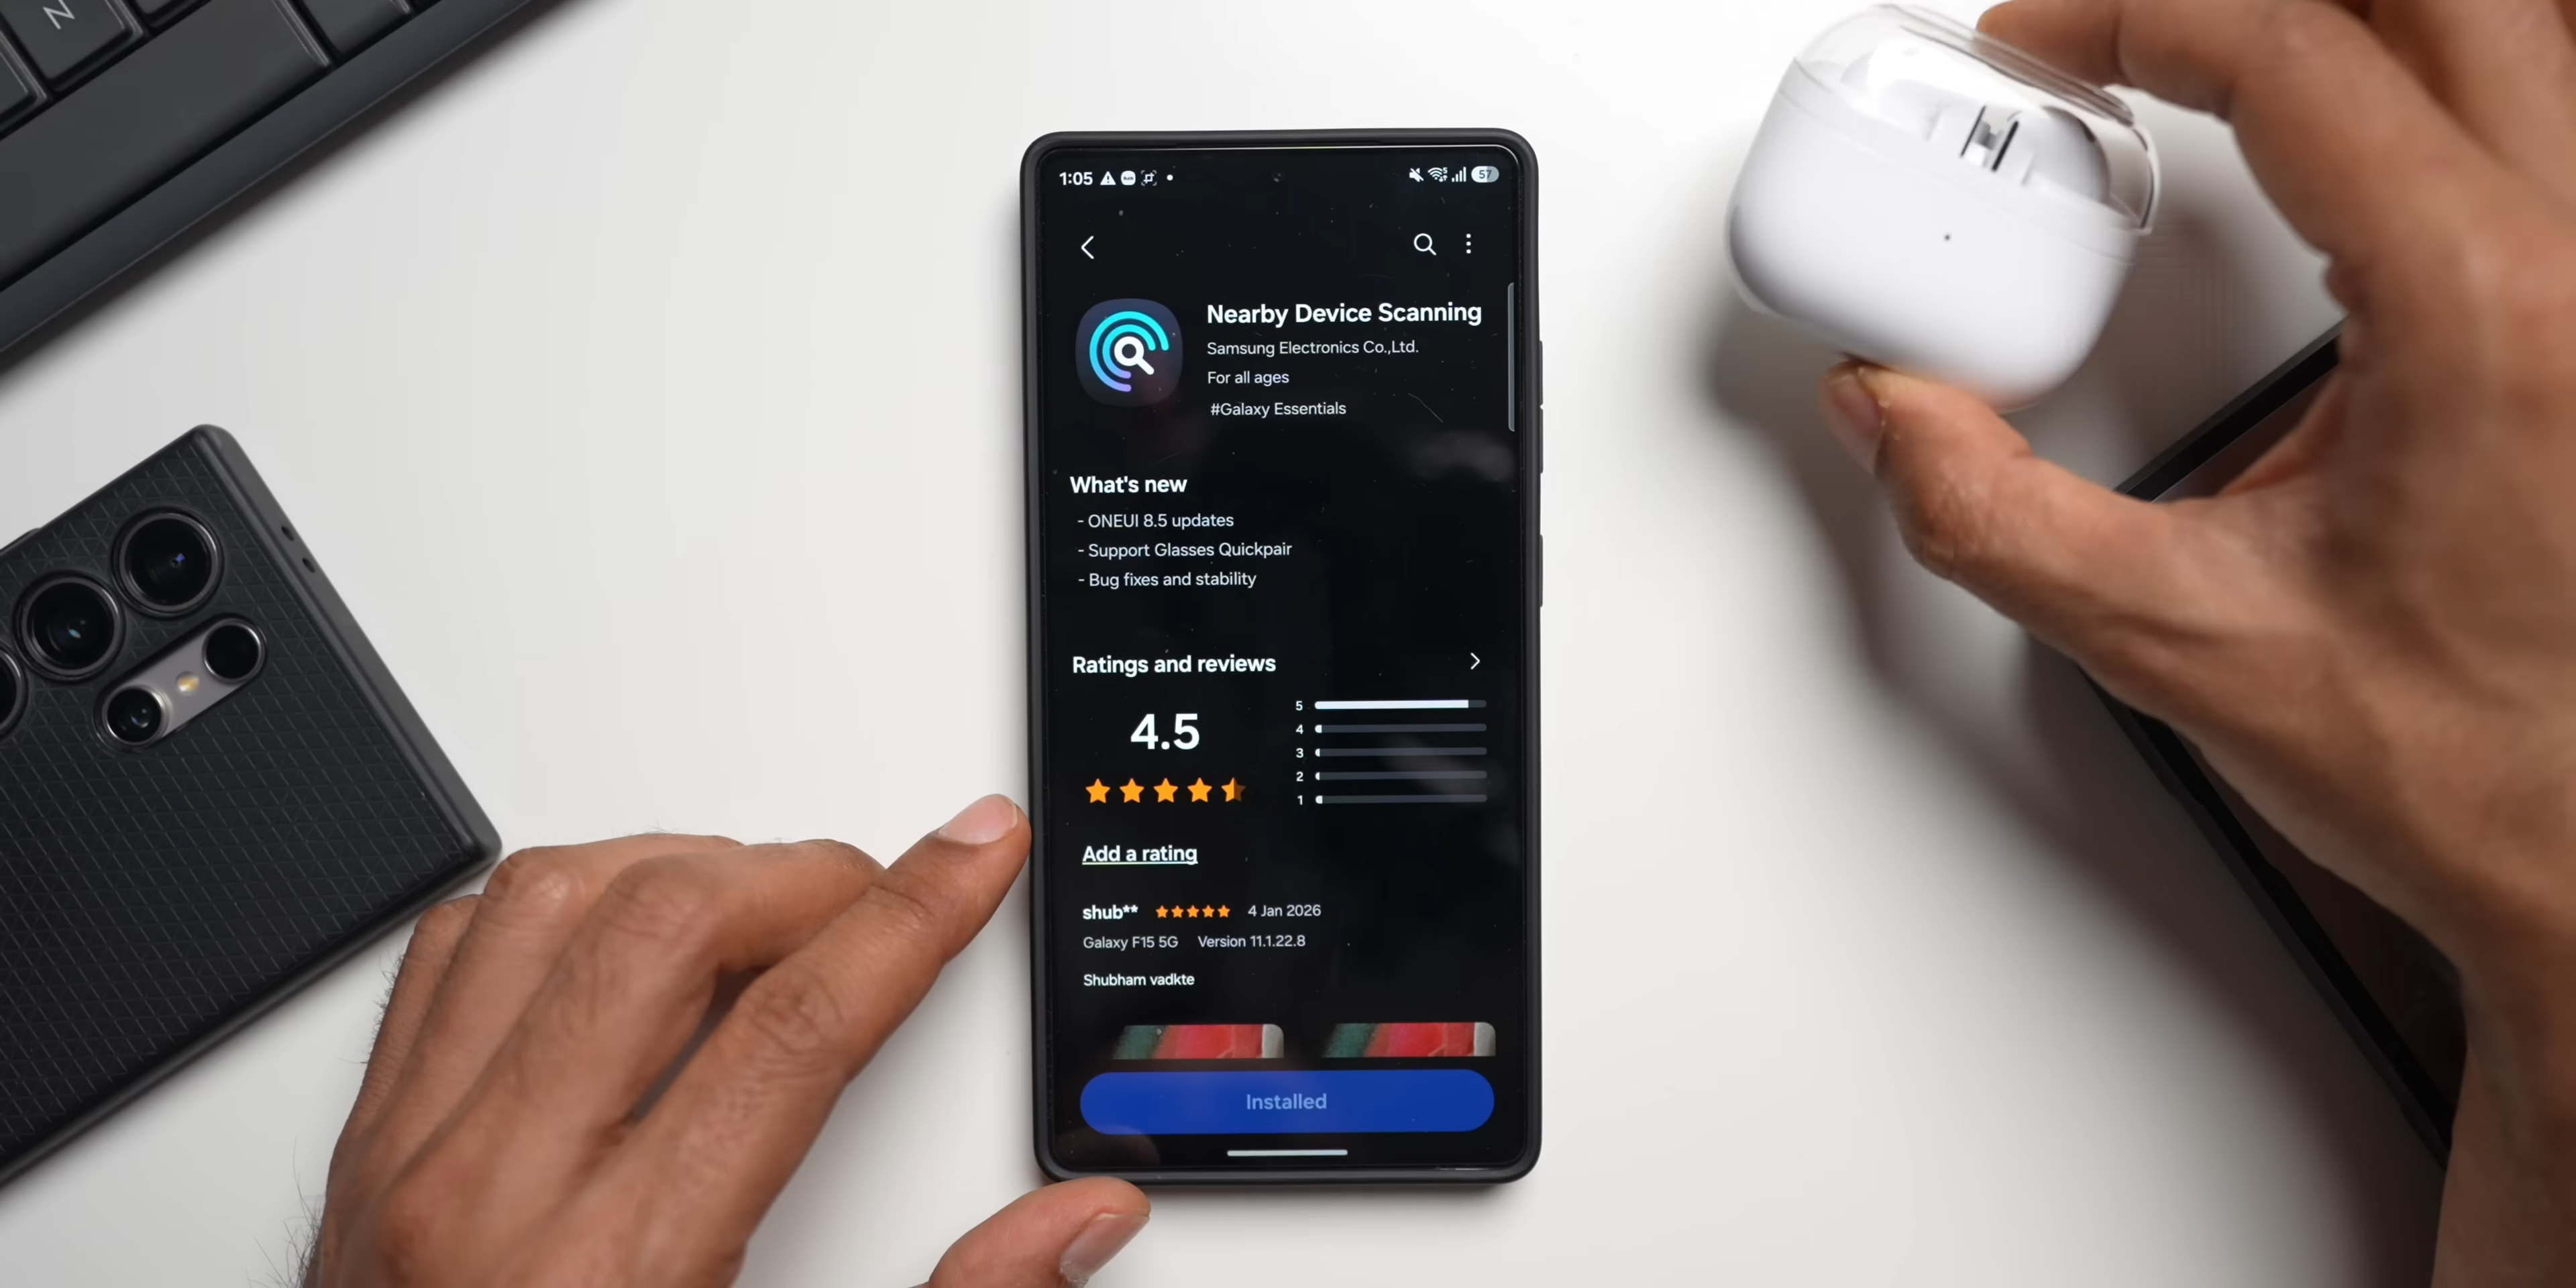 N
1:05
57
Nearby Device Scanning
Samsung Electronics Co.,Ltd.
For all ages
#Galaxy Essentials
What's new
- ONEUI 8.5 updates
- Support Glasses Quickpair
- Bug fixes and stability
Ratings and reviews
4.5
5
4
3
2
1
Add a rating
shub** 4 Jan 2026
Galaxy F15 5G Version 11.1.22.8
Shubham vadkte
Installed